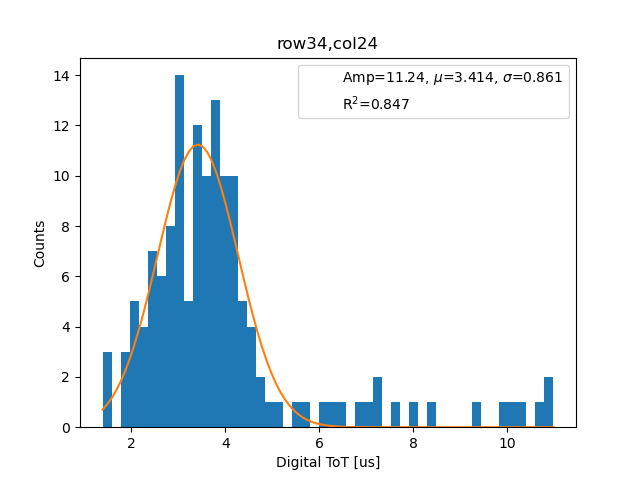 row34,col24
Amp=11.24, μ=3.414, σ=0.861
R²=0.847
14
12
10
8
6
4
2
0
Counts
2 4 6 8 10
Digital ToT [us]